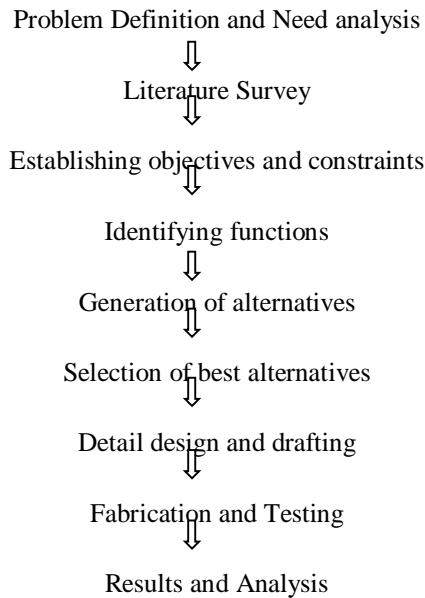 Problem Definition and Need analysis
Literature Survey
Establishing objectives and constraints
Identifying functions
Generation of alternatives
Selection of best alternatives
Detail design and drafting
Fabrication and Testing
Results and Analysis